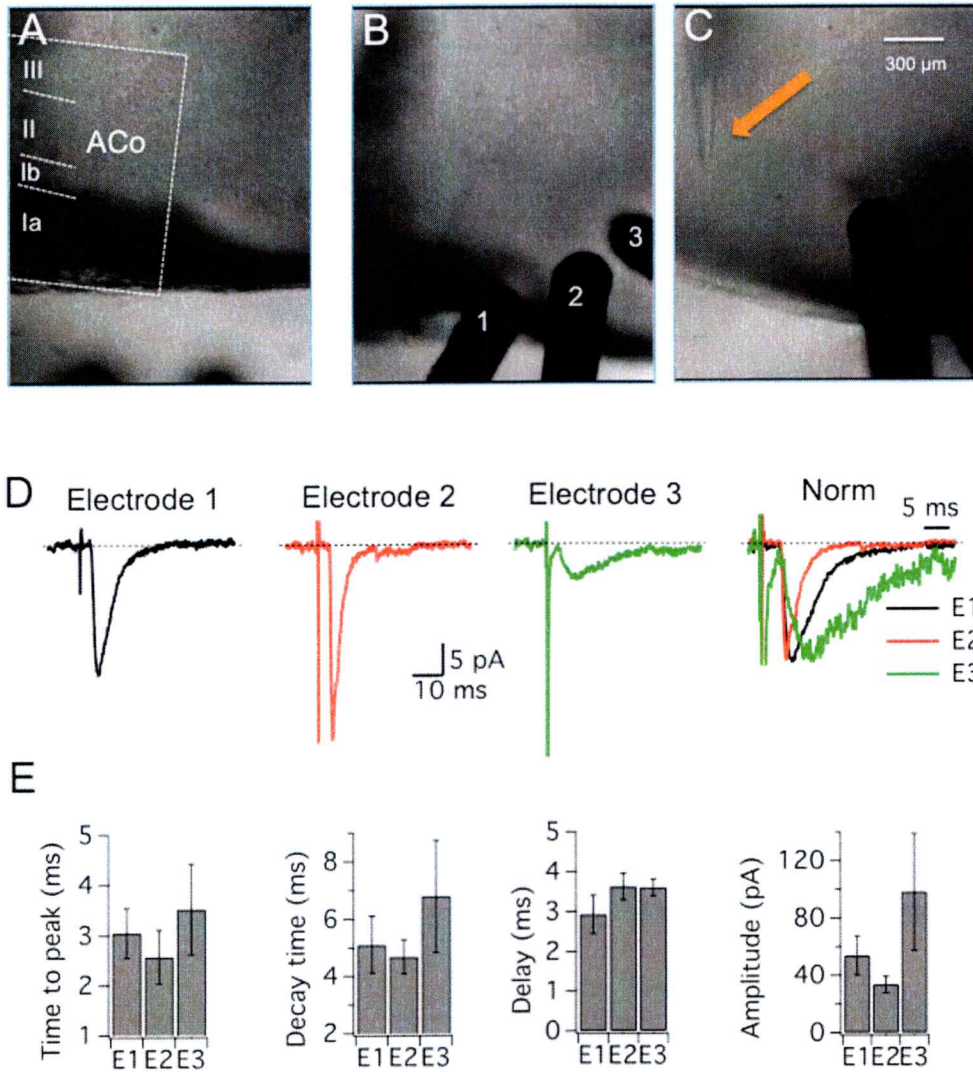 A
III
II
Ib
Ia
ACo
B
1
2
3
C
300 µm
D
Electrode 1
Electrode 2
Electrode 3
Norm
5 ms
E1
E2
E3
5 pA
10 ms
E
Time to peak (ms)
5
4
3
2
1
E1 E2 E3
Decay time (ms)
8
6
4
2
E1 E2 E3
Delay (ms)
5
4
3
2
1
0
E1 E2 E3
Amplitude (pA)
120
80
40
0
E1 E2 E3